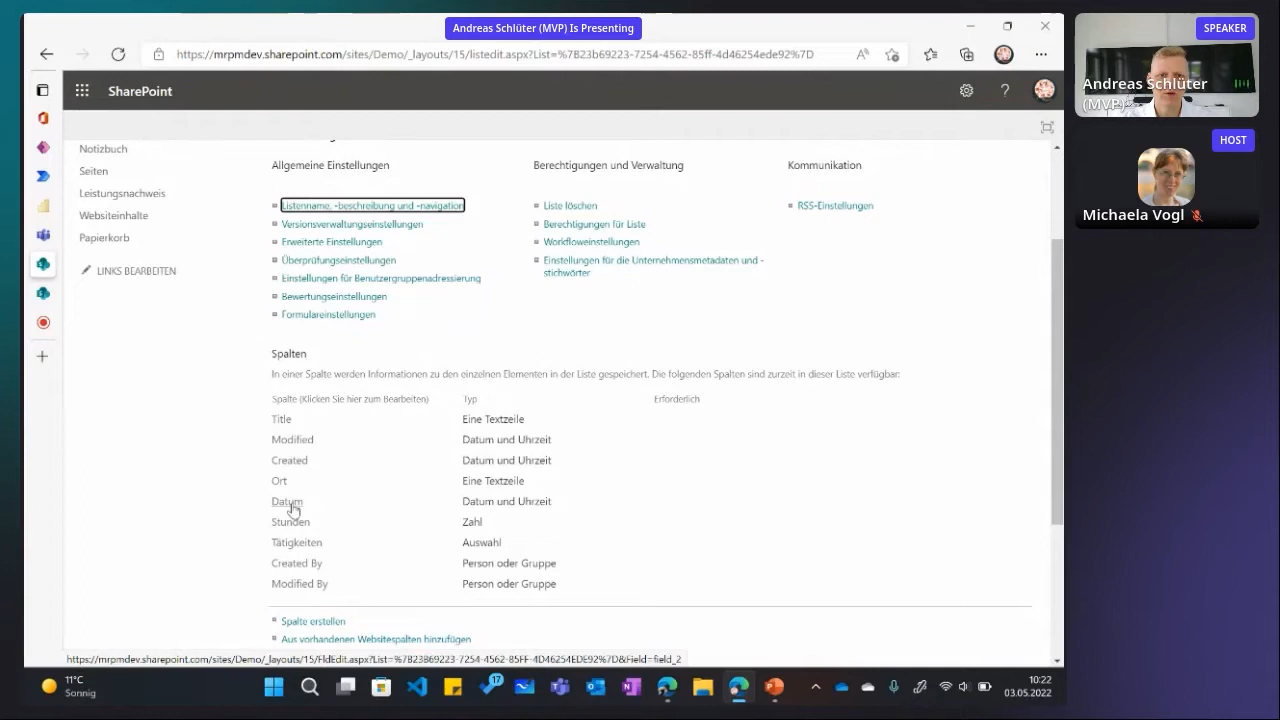 Andreas Schlüter (MVP) Is Presenting
https://mrpmdev.sharepoint.com/sites/Demo/_layouts/15/listedit.aspx?List=%7B23b69223-7254-4562-85ff-4d46254ede92%7D
SharePoint
Notizbuch
Seiten
Leistungsnachweis
Websiteinhalte
Papierkorb
LINKS BEARBEITEN
Allgemeine Einstellungen
Berechtigungen und Verwaltung
Kommunikation
Listenname, -beschreibung und -navigation
Liste löschen
RSS-Einstellungen
Versionsverwaltungseinstellungen
Berechtigungen für Liste
Erweiterte Einstellungen
Workfloweinstellungen
Überprüfungseinstellungen
Einstellungen für die Unternehmensmetadaten und -
stichwörter
Einstellungen für Benutzergruppenadressierung
Bewertungseinstellungen
Formulareinstellungen
Spalten
In einer Spalte werden Informationen zu den einzelnen Elementen in der Liste gespeichert. Die folgenden Spalten sind zurzeit in dieser Liste verfügbar:
Spalte (Klicken Sie hier zum Bearbeiten) Typ Erforderlich
Title Eine Textzeile
Modified Datum und Uhrzeit
Created Datum und Uhrzeit
Ort Eine Textzeile
Datum Datum und Uhrzeit
Stunden Zahl
Tätigkeiten Auswahl
Created By Person oder Gruppe
Modified By Person oder Gruppe
Spalte erstellen
Aus vorhandenen Websitespalten hinzufügen
https://mrpmdev.sharepoint.com/sites/Demo/_layouts/15/FldEdit.aspx?List=%7B23B69223-7254-4562-85FF-4D46254EDE92%7D&Field=field_2
11°C
Sonnig
17
10:22
03.05.2022
SPEAKER
Andreas Schlüter
(MVP)
HOST
Michaela Vogl